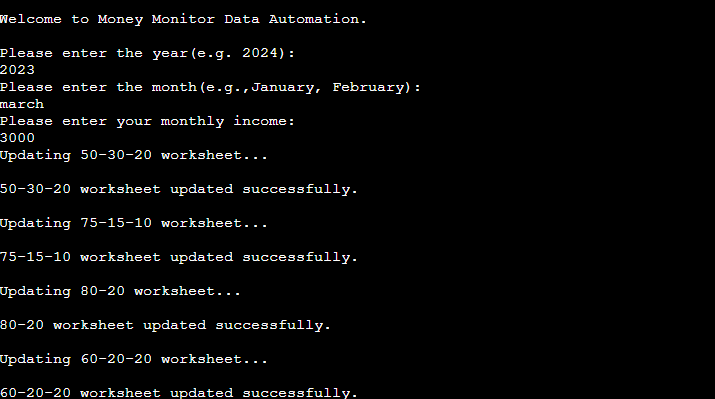 Welcome to Money Monitor Data Automation.
Please enter the year(e.g. 2024):
2023
Please enter the month(e.g.,January, February):
march
Please enter your monthly income:
3000
Updating 50-30-20 worksheet...
50-30-20 worksheet updated successfully.
Updating 75-15-10 worksheet...
75-15-10 worksheet updated successfully.
Updating 80-20 worksheet...
80-20 worksheet updated successfully.
Updating 60-20-20 worksheet...
60-20-20 worksheet updated successfully.